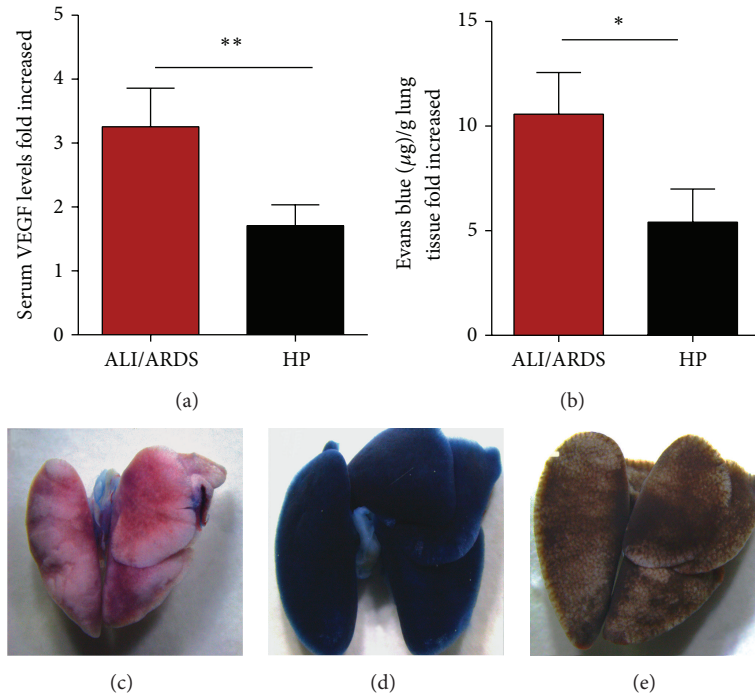 5
4
3
2
1
0
Serum VEGF levels fold increased
**
ALI/ARDS HP
(a)
15
10
5
0
Evans blue (μg)/g lung
tissue fold increased
*
ALI/ARDS HP
(b)
(c)
(d)
(e)